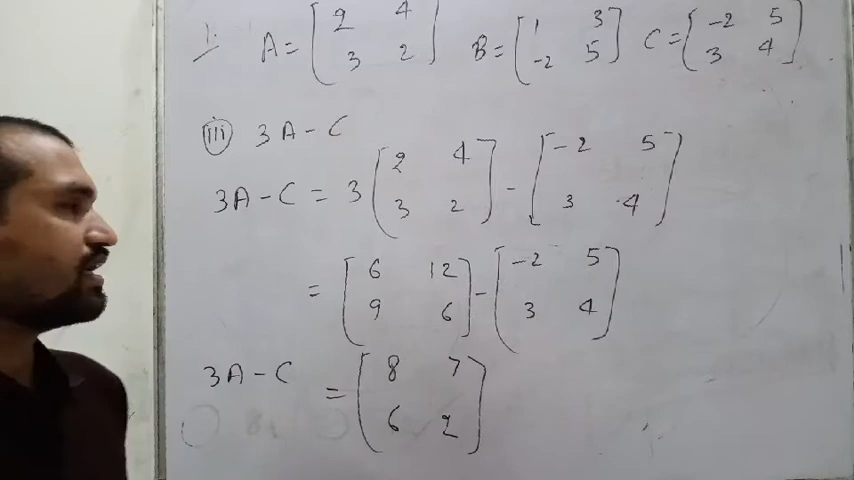 1. A = [2 4 3 2] B = [1 3 -2 5] C = [-2 5 3 4]
(iii) 3A - C
3A - C = 3 [2 4 3 2] - [-2 5 3 4]
= [6 12 9 6] - [-2 5 3 4]
3A - C = [8 7 6 2]